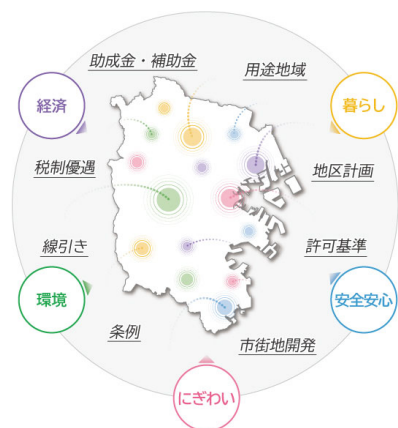 助成金・補助金
用途地域
経済
暮らし
税制優遇
地区計画
線引き
許可基準
環境
安全安心
条例
市街地開発
にぎわい